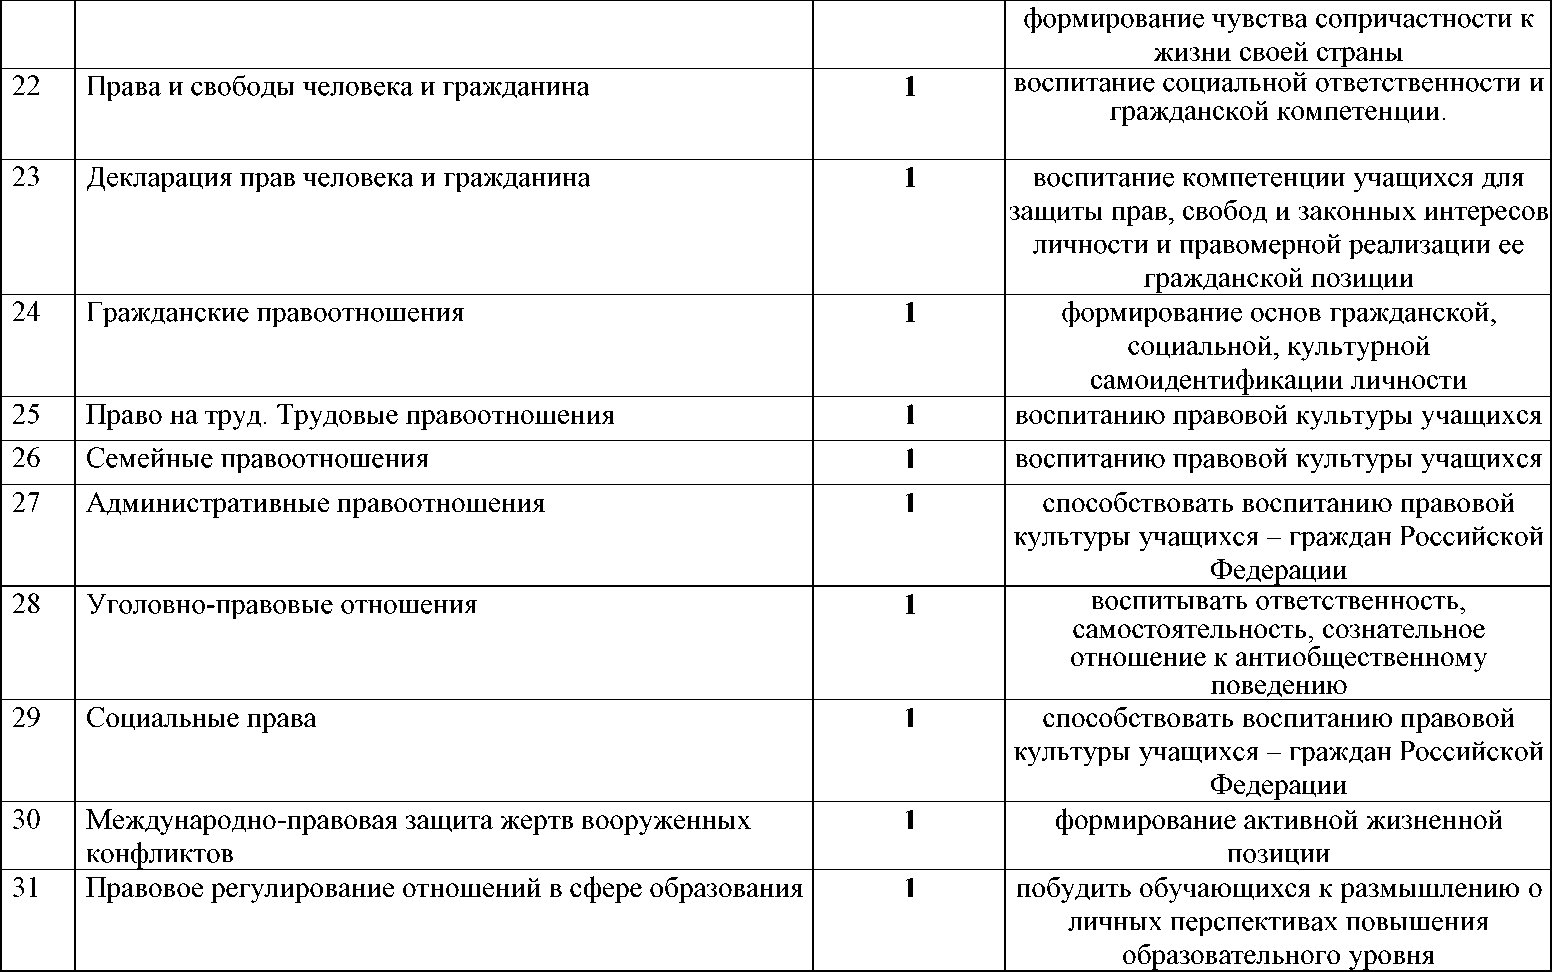 формирование чувства сопричастности к
жизни своей страны
22 Права и свободы человека и гражданина 1 воспитание социальной ответственности и
гражданской компетенции.
23 Декларация прав человека и гражданина 1 воспитание компетенции учащихся для
защиты прав, свобод и законных интересов
личности и правомерной реализации ее
гражданской позиции
24 Гражданские правоотношения 1 формирование основ гражданской,
социальной, культурной
самоидентификации личности
25 Право на труд. Трудовые правоотношения 1 воспитанию правовой культуры учащихся
26 Семейные правоотношения 1 воспитанию правовой культуры учащихся
27 Административные правоотношения 1 способствовать воспитанию правовой
культуры учащихся – граждан Российской
Федерации
28 Уголовно-правовые отношения 1 воспитывать ответственность,
самостоятельность, сознательное
отношение к антиобщественному
поведению
29 Социальные права 1 способствовать воспитанию правовой
культуры учащихся – граждан Российской
Федерации
30 Международно-правовая защита жертв вооруженных 1 формирование активной жизненной
конфликтов позиции
31 Правовое регулирование отношений в сфере образования 1 побудить обучающихся к размышлению о
личных перспективах повышения
образовательного уровня